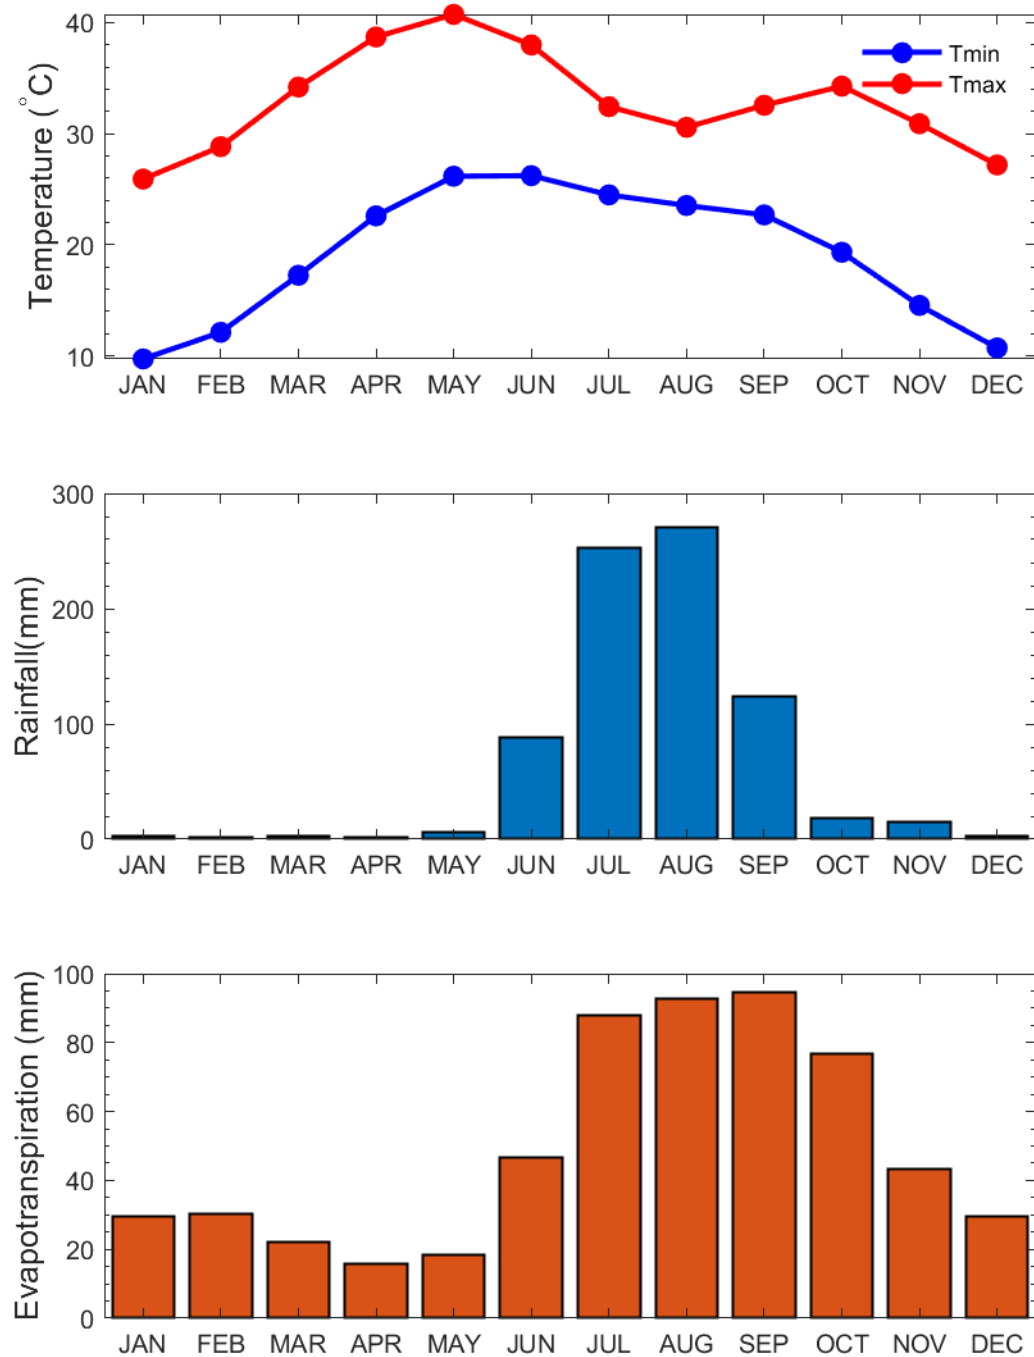 Temperature (°C)
40
30
20
10
Tmin
Tmax
JAN FEB MAR APR MAY JUN JUL AUG SEP OCT NOV DEC
Rainfall(mm)
300
200
100
0
JAN FEB MAR APR MAY JUN JUL AUG SEP OCT NOV DEC
Evapotranspiration (mm)
100
80
60
40
20
0
JAN FEB MAR APR MAY JUN JUL AUG SEP OCT NOV DEC